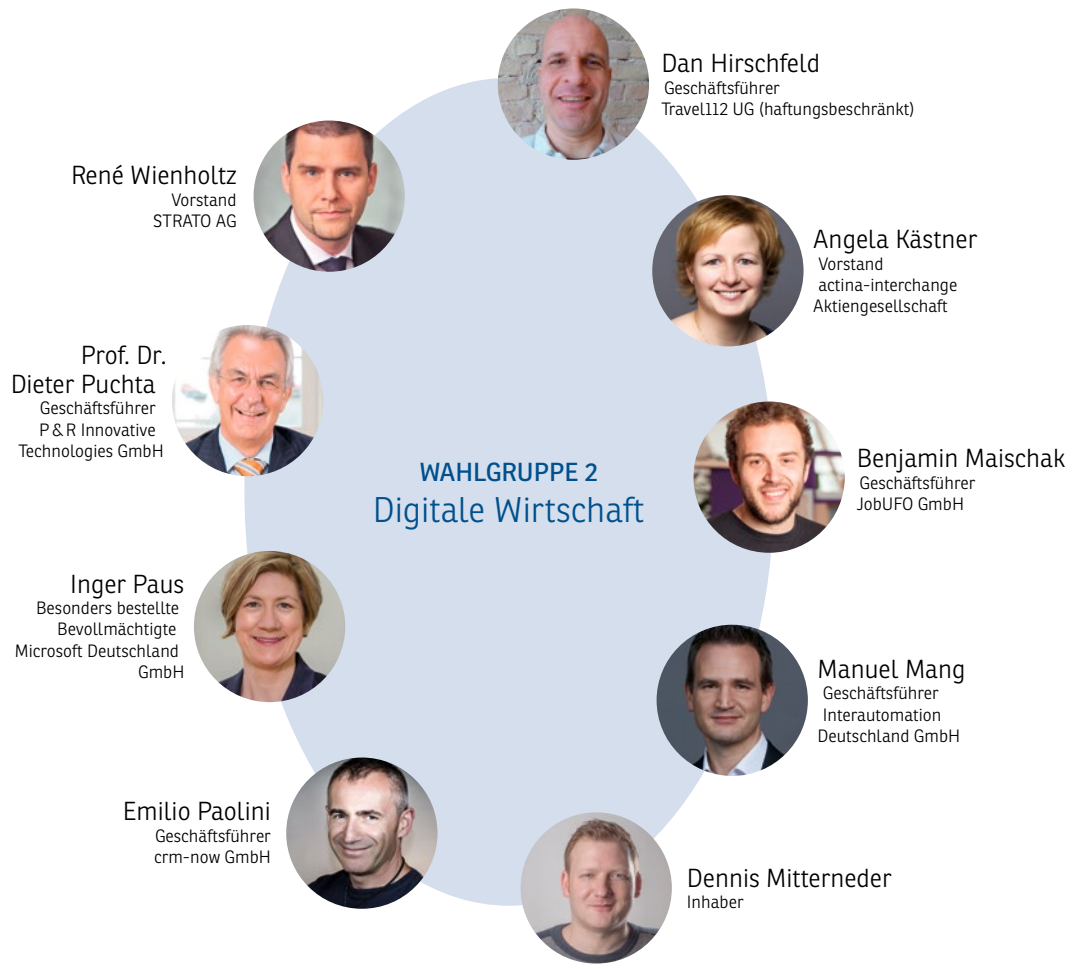 Dan Hirschfeld
Geschäftsführer
Travel112 UG (haftungsbeschränkt)
René Wienholtz
Vorstand
STRATO AG
Angela Kästner
Vorstand
actina-interchange
Aktiengesellschaft
Prof. Dr.
Dieter Puchta
Geschäftsführer
P & R Innovative
Technologies GmbH
WAHLGRUPPE 2
Digitale Wirtschaft
Benjamin Maischak
Geschäftsführer
JobUFO GmbH
Inger Paus
Besonders bestellte
Bevollmächtigte
Microsoft Deutschland
GmbH
Manuel Mang
Geschäftsführer
Interautomation
Deutschland GmbH
Emilio Paolini
Geschäftsführer
crm-now GmbH
Dennis Mitterneder
Inhaber